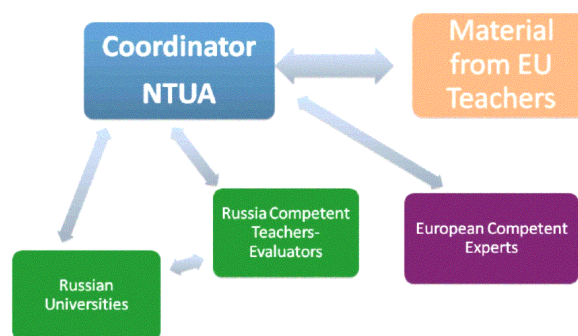 Coordinator
NTUA
Material
from EU
Teachers
Russia Competent
Teachers-
Evaluators
European Competent
Experts
Russian
Universities